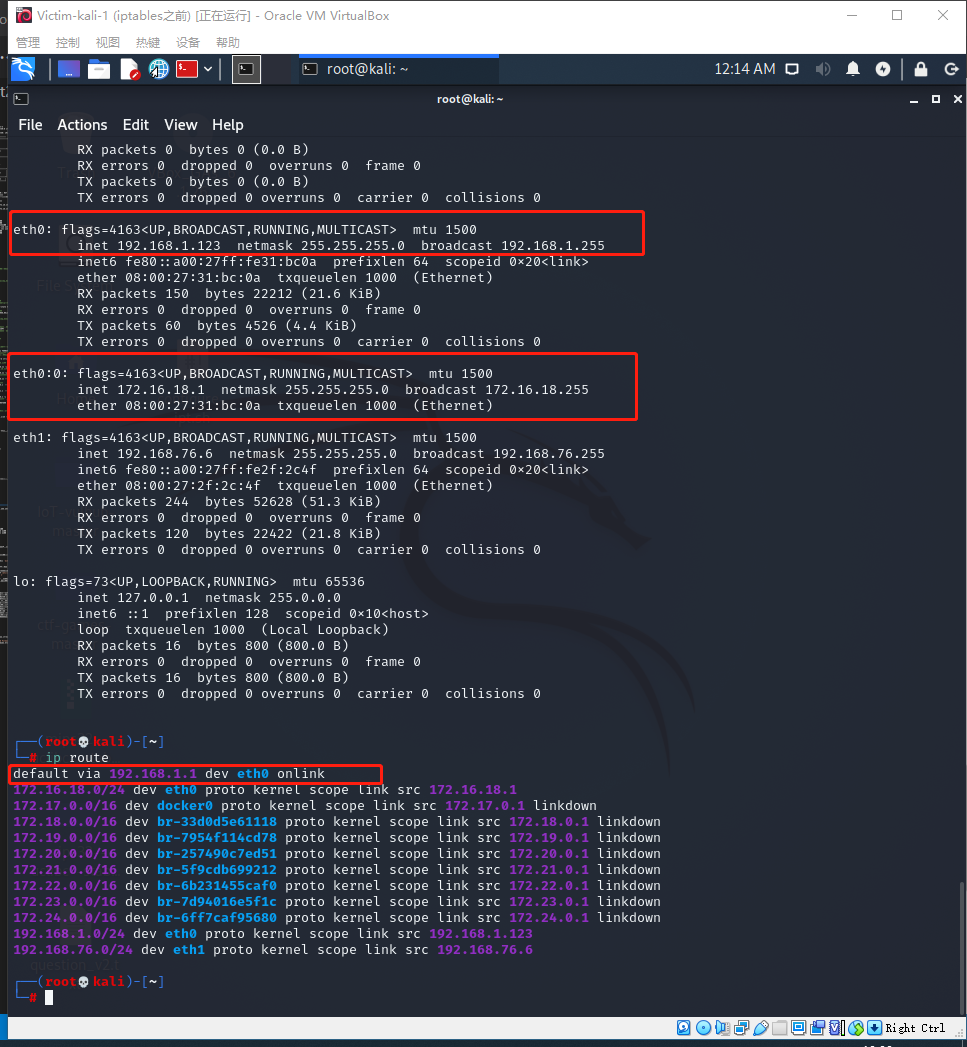 Victim-kali-1 (iptables之前) [正在运行] - Oracle VM VirtualBox
管理 控制 视图 热键 设备 帮助
root@kali: ~ 12:14 AM
root@kali: ~
File Actions Edit View Help
RX packets 0 bytes 0 (0.0 B)
RX errors 0 dropped 0 overruns 0 frame 0
TX packets 0 bytes 0 (0.0 B)
TX errors 0 dropped 0 overruns 0 carrier 0 collisions 0
eth0: flags=4163<UP,BROADCAST,RUNNING,MULTICAST> mtu 1500
inet 192.168.1.123 netmask 255.255.255.0 broadcast 192.168.1.255
inet6 fe80::a00:27ff:fe31:bc0a prefixlen 64 scopeid 0×20<link>
ether 08:00:27:31:bc:0a txqueuelen 1000 (Ethernet)
RX packets 150 bytes 22212 (21.6 KiB)
RX errors 0 dropped 0 overruns 0 frame 0
TX packets 60 bytes 4526 (4.4 KiB)
TX errors 0 dropped 0 overruns 0 carrier 0 collisions 0
eth0:0: flags=4163<UP,BROADCAST,RUNNING,MULTICAST> mtu 1500
inet 172.16.18.1 netmask 255.255.255.0 broadcast 172.16.18.255
ether 08:00:27:31:bc:0a txqueuelen 1000 (Ethernet)
eth1: flags=4163<UP,BROADCAST,RUNNING,MULTICAST> mtu 1500
inet 192.168.76.6 netmask 255.255.255.0 broadcast 192.168.76.255
inet6 fe80::a00:27ff:fe2f:2c4f prefixlen 64 scopeid 0×20<link>
ether 08:00:27:2f:2c:4f txqueuelen 1000 (Ethernet)
RX packets 244 bytes 52628 (51.3 KiB)
RX errors 0 dropped 0 overruns 0 frame 0
TX packets 120 bytes 22422 (21.8 KiB)
TX errors 0 dropped 0 overruns 0 carrier 0 collisions 0
lo: flags=73<UP,LOOPBACK,RUNNING> mtu 65536
inet 127.0.0.1 netmask 255.0.0.0
inet6 ::1 prefixlen 128 scopeid 0×10<host>
loop txqueuelen 1000 (Local Loopback)
RX packets 16 bytes 800 (800.0 B)
RX errors 0 dropped 0 overruns 0 frame 0
TX packets 16 bytes 800 (800.0 B)
TX errors 0 dropped 0 overruns 0 carrier 0 collisions 0
┌──(root💀kali)-[~]
└─# ip route
default via 192.168.1.1 dev eth0 onlink
172.16.18.0/24 dev eth0 proto kernel scope link src 172.16.18.1
172.17.0.0/16 dev docker0 proto kernel scope link src 172.17.0.1 linkdown
172.18.0.0/16 dev br-33d0d5e61118 proto kernel scope link src 172.18.0.1 linkdown
172.19.0.0/16 dev br-7954f114cd78 proto kernel scope link src 172.19.0.1 linkdown
172.20.0.0/16 dev br-257490c7ed51 proto kernel scope link src 172.20.0.1 linkdown
172.21.0.0/16 dev br-5f9cdb699212 proto kernel scope link src 172.21.0.1 linkdown
172.22.0.0/16 dev br-6b231455caf0 proto kernel scope link src 172.22.0.1 linkdown
172.23.0.0/16 dev br-7d94016e5f1c proto kernel scope link src 172.23.0.1 linkdown
172.24.0.0/16 dev br-6ff7caf95680 proto kernel scope link src 172.24.0.1 linkdown
192.168.1.0/24 dev eth0 proto kernel scope link src 192.168.1.123
192.168.76.0/24 dev eth1 proto kernel scope link src 192.168.76.6
┌──(root💀kali)-[~]
└─#
Right Ctrl